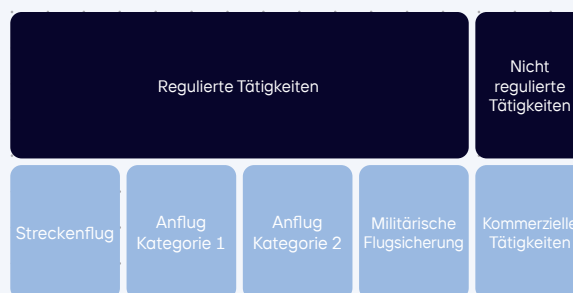 Regulierte Tätigkeiten
Nicht
regulierte
Tätigkeiten
Streckenflug
Anflug
Kategorie 1
Anflug
Kategorie 2
Militärische
Flugsicherung
Kommerzielle
Tätigkeiten